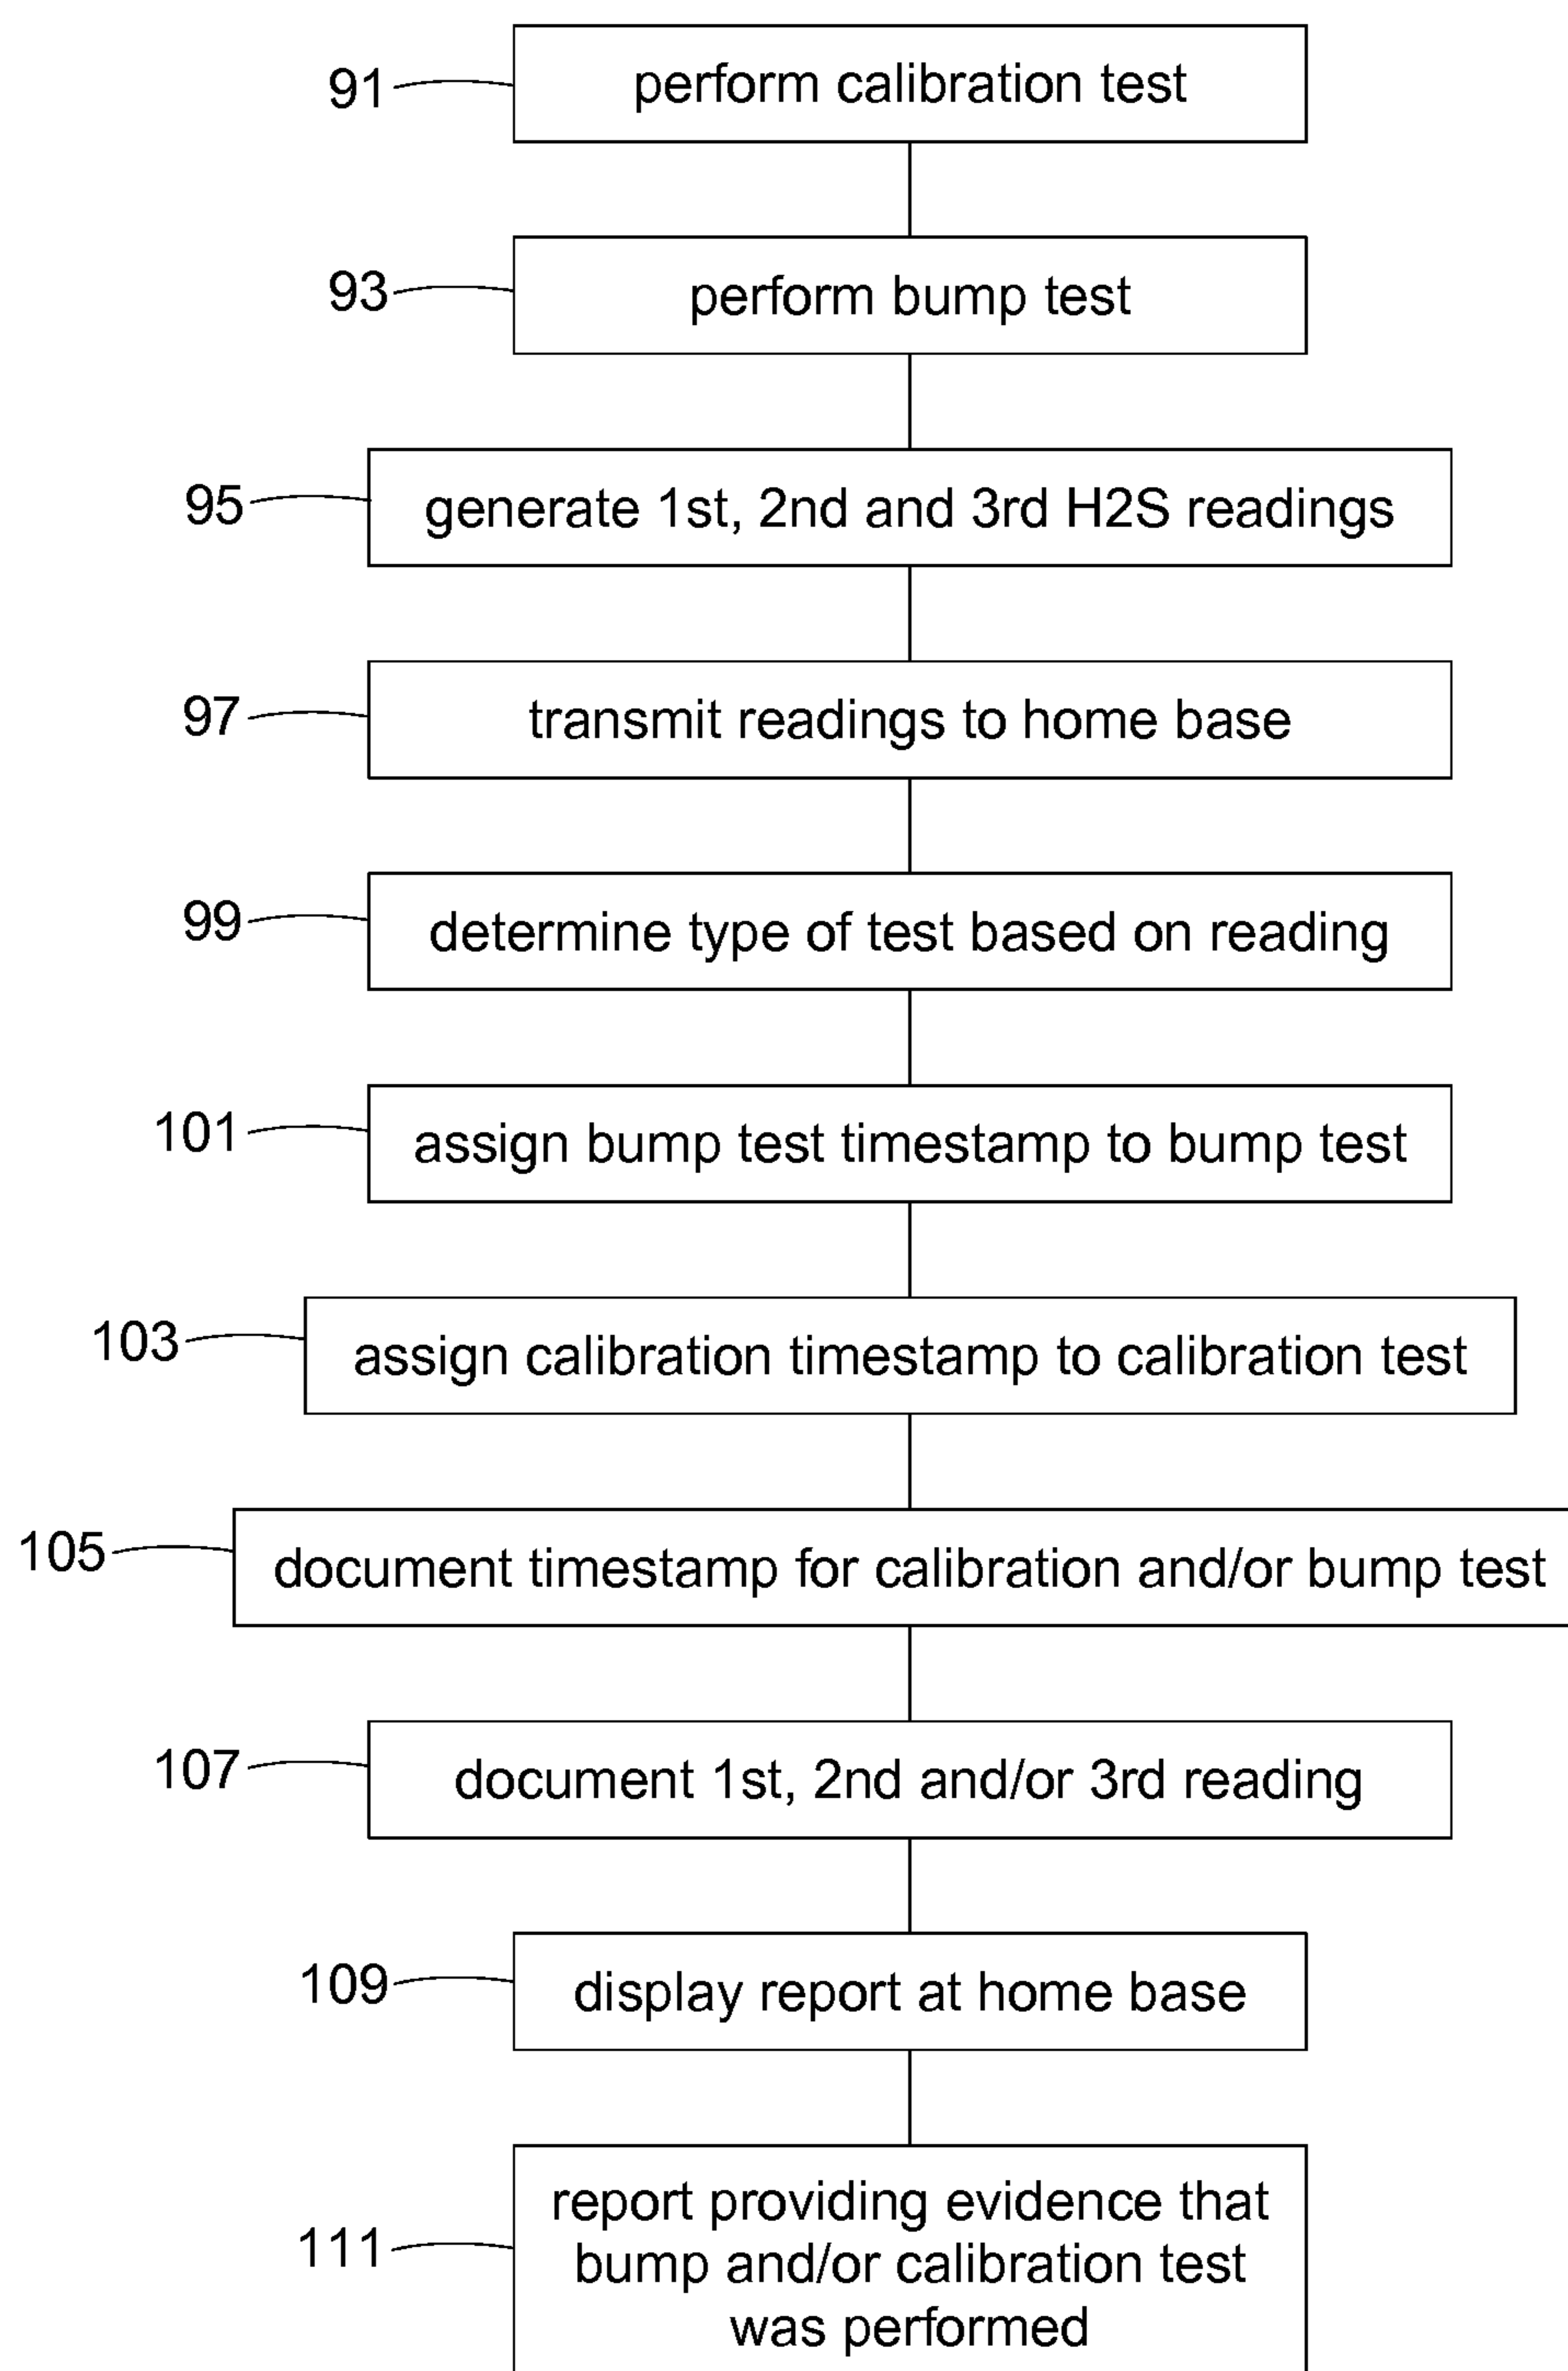 91
perform calibration test
93
perform bump test
95
generate 1st, 2nd and 3rd H2S readings
97
transmit readings to home base
99
determine type of test based on reading
101
assign bump test timestamp to bump test
103
assign calibration timestamp to calibration test
105
document timestamp for calibration and/or bump test
107
document 1st, 2nd and/or 3rd reading
109
display report at home base
111
report providing evidence that
bump and/or calibration test
was performed